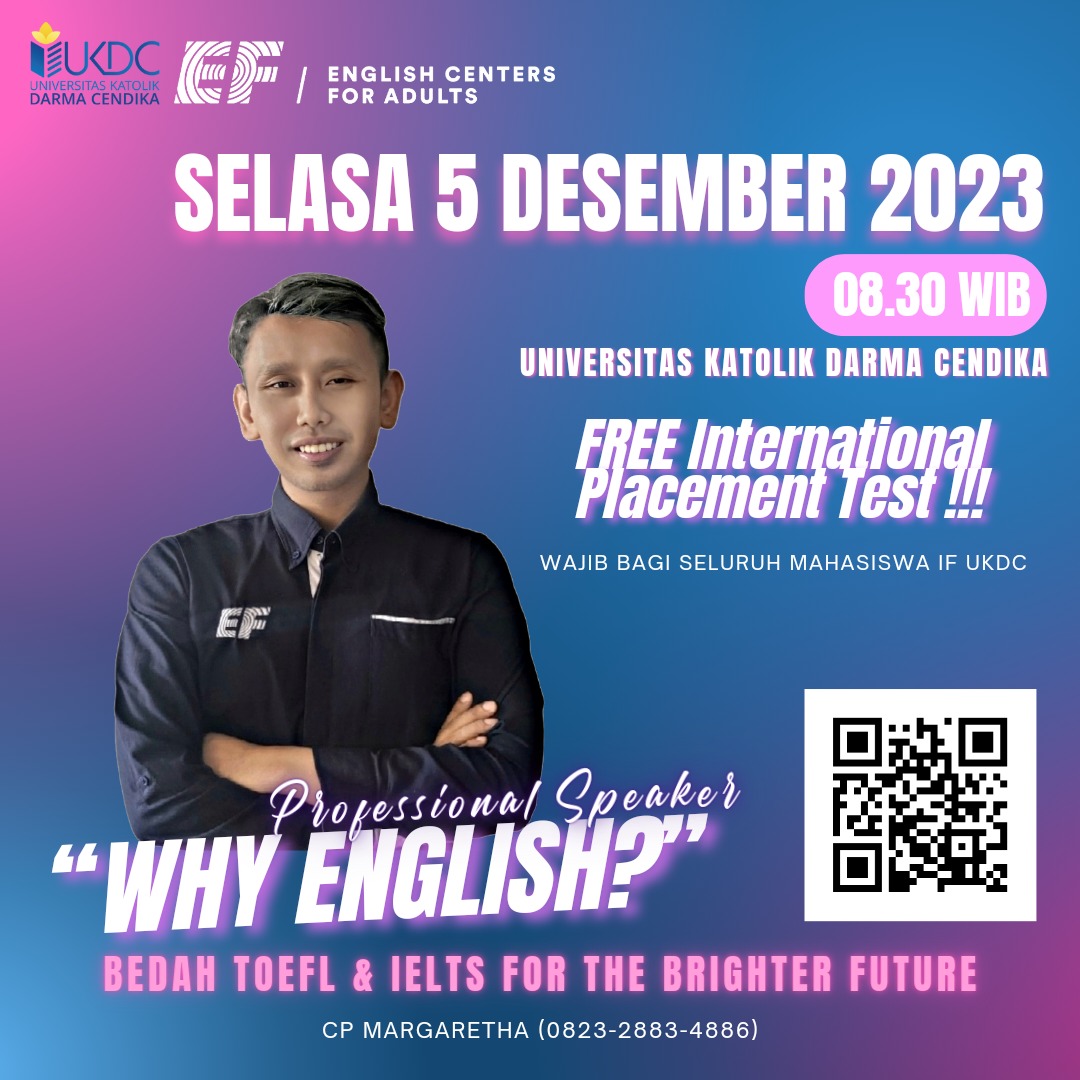 UKDC
UNIVERSITAS KATOLIK
DARMA CENDIKA
EF / ENGLISH CENTERS
FOR ADULTS
SELASA 5 DESEMBER 2023
08.30 WIB
UNIVERSITAS KATOLIK DARMA CENDIKA
FREE International
Placement Test !!!
WAJIB BAGI SELURUH MAHASISWA IF UKDC
EF
Professional Speaker
“WHY ENGLISH?”
BEDAH TOEFL & IELTS FOR THE BRIGHTER FUTURE
CP MARGARETHA (0823-2883-4886)